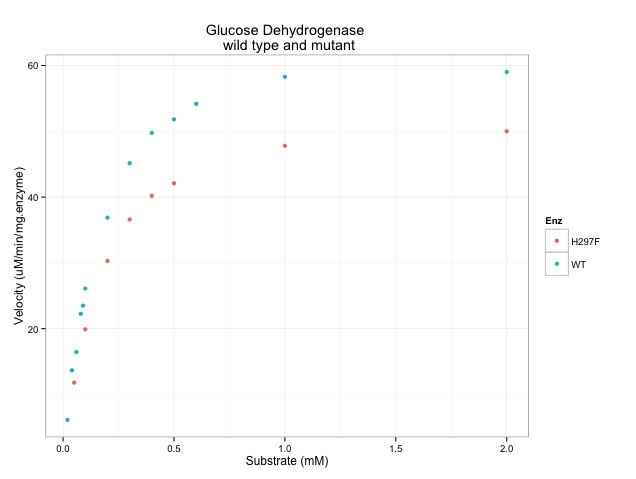 Glucose Dehydrogenase
wild type and mutant
Velocity (uM/min/mg.enzyme)
60
40
20
0.0 0.5 1.0 1.5 2.0
Substrate (mM)
Enz
H297F
WT